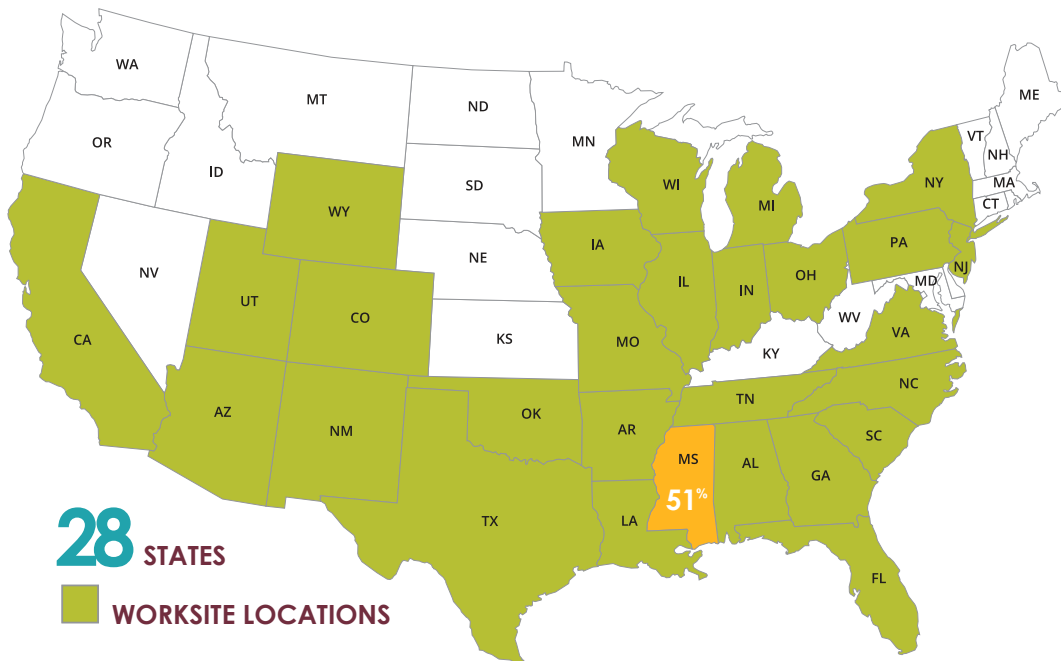 WA
MT
ND
MN
ME
OR
ID
SD
WI
MI
VT
NH
NY
MA
CT
WY
IA
NE
PA
NV
UT
CO
IL
IN
OH
NJ
MD
CA
KS
MO
WV
VA
KY
AZ
NM
OK
AR
TN
NC
SC
MS
AL
GA
51%
TX
LA
FL
28 STATES
WORKSITE LOCATIONS